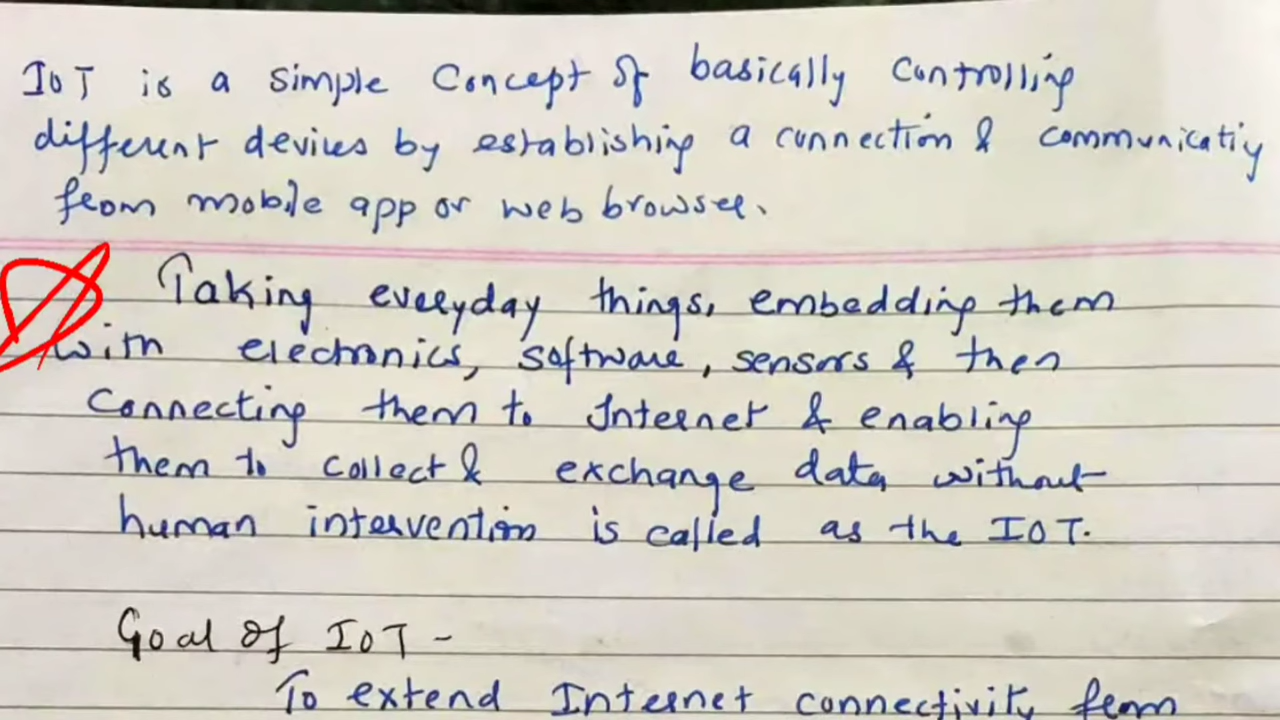 IoT is a simple Concept of basically Controlling
different devices by establishing a connection & communicating
from mobile app or web browser.
Taking everyday things, embedding them
with electronics, software, sensors & then
Connecting them to Internet & enabling
them to collect & exchange data without
human intervention is called as the IOT.
Goal Of IoT -
To extend Internet connectivity from